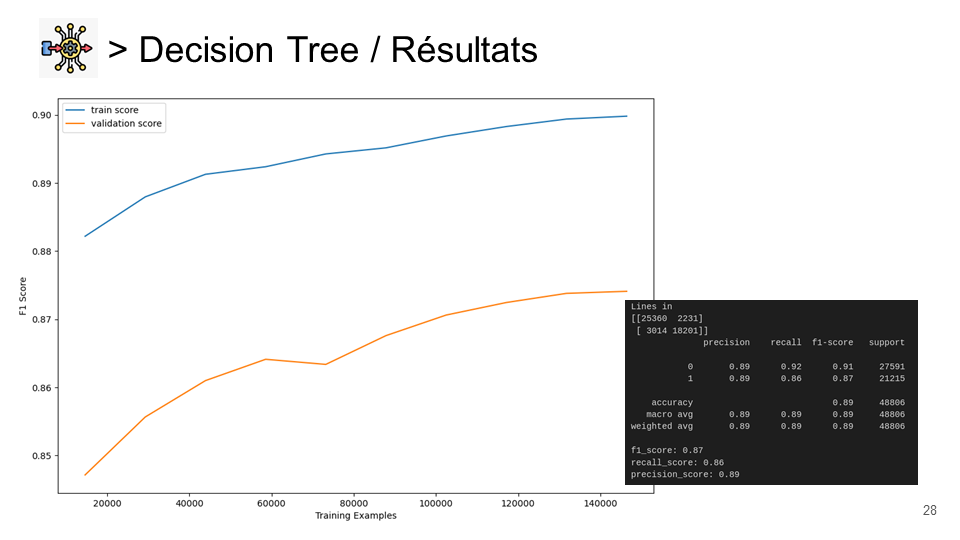 > Decision Tree / Résultats
train score
validation score
0.90
0.89
0.88
0.87
0.86
0.85
F1 Score
20000 40000 60000 80000 100000 120000 140000
Training Examples
Lines in
[[25360 2231]
[ 3014 18201]]
precision recall f1-score support
0 0.89 0.92 0.91 27591
1 0.89 0.86 0.87 21215
accuracy 0.89 48806
macro avg 0.89 0.89 0.89 48806
weighted avg 0.89 0.89 0.89 48806
f1_score: 0.87
recall_score: 0.86
precision_score: 0.89
28